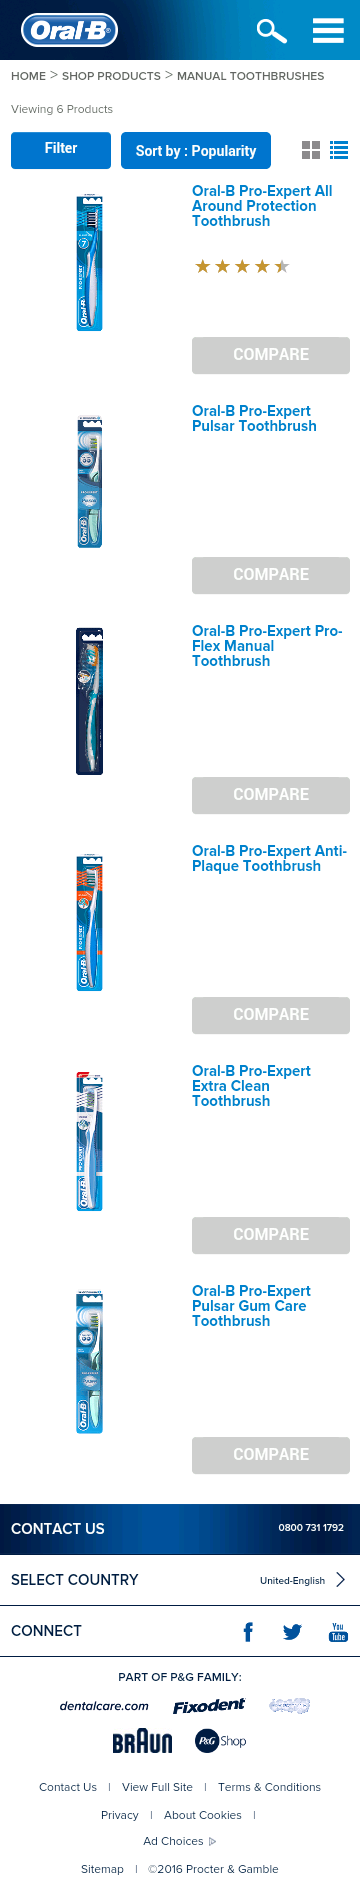 Oral-B
HOME > SHOP PRODUCTS > MANUAL TOOTHBRUSHES
Viewing 6 Products
Filter
Sort by : Popularity
Oral-B Pro-Expert All
Around Protection
Toothbrush
COMPARE
Oral-B Pro-Expert
Pulsar Toothbrush
COMPARE
Oral-B Pro-Expert Pro-
Flex Manual
Toothbrush
COMPARE
Oral-B Pro-Expert Anti-
Plaque Toothbrush
COMPARE
Oral-B Pro-Expert
Extra Clean
Toothbrush
COMPARE
Oral-B Pro-Expert
Pulsar Gum Care
Toothbrush
COMPARE
CONTACT US 0800 731 1792
SELECT COUNTRY United-English
CONNECT You Tube
PART OF P&G FAMILY:
dentalcare.com Fixodent
BRAUN P&G Shop
Contact Us | View Full Site | Terms & Conditions
Privacy | About Cookies |
Ad Choices
Sitemap | ©2016 Procter & Gamble